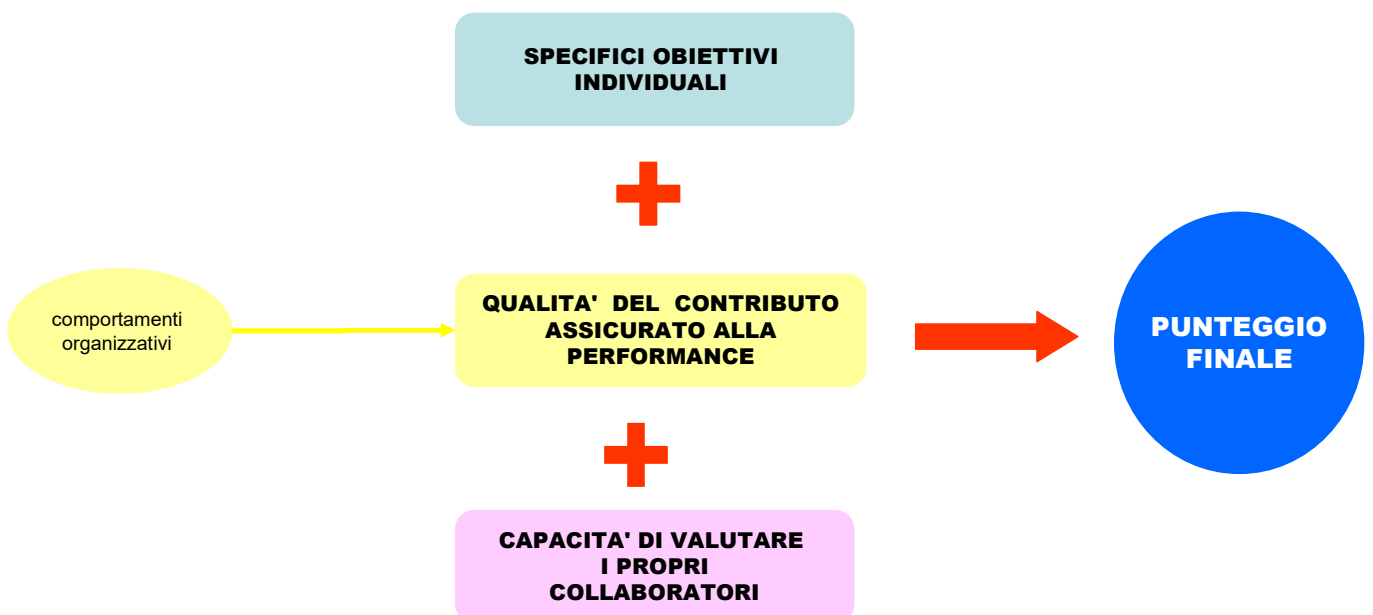 SPECIFICI OBIETTIVI
INDIVIDUALI
comportamenti
organizzativi
QUALITA' DEL CONTRIBUTO
ASSICURATO ALLA
PERFORMANCE
PUNTEGGIO
FINALE
CAPACITA' DI VALUTARE
I PROPRI
COLLABORATORI